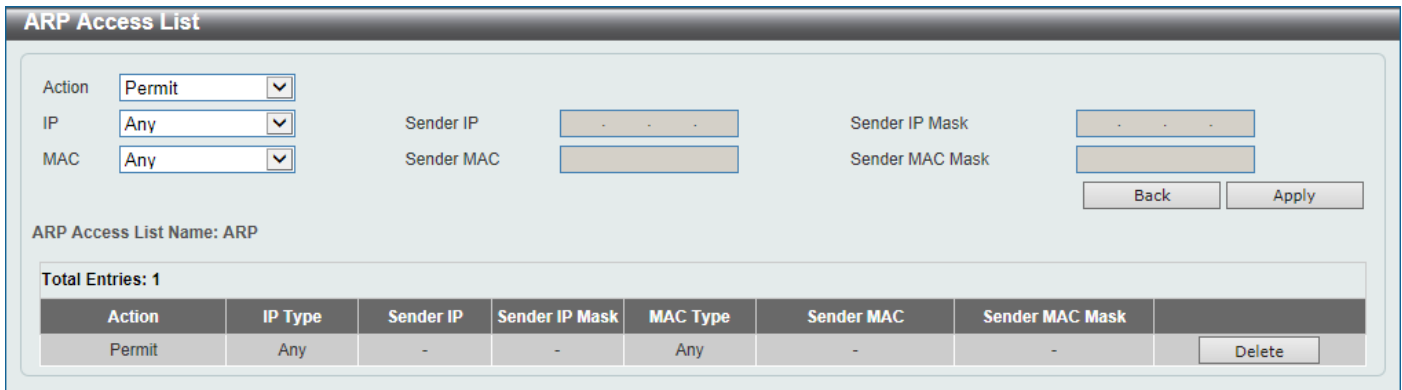 ARP Access List
Action Permit
IP Any Sender IP . . . Sender IP Mask . . .
MAC Any Sender MAC Sender MAC Mask
Back Apply
ARP Access List Name: ARP
Total Entries: 1
Action IP Type Sender IP Sender IP Mask MAC Type Sender MAC Sender MAC Mask
Permit Any - - Any - - Delete